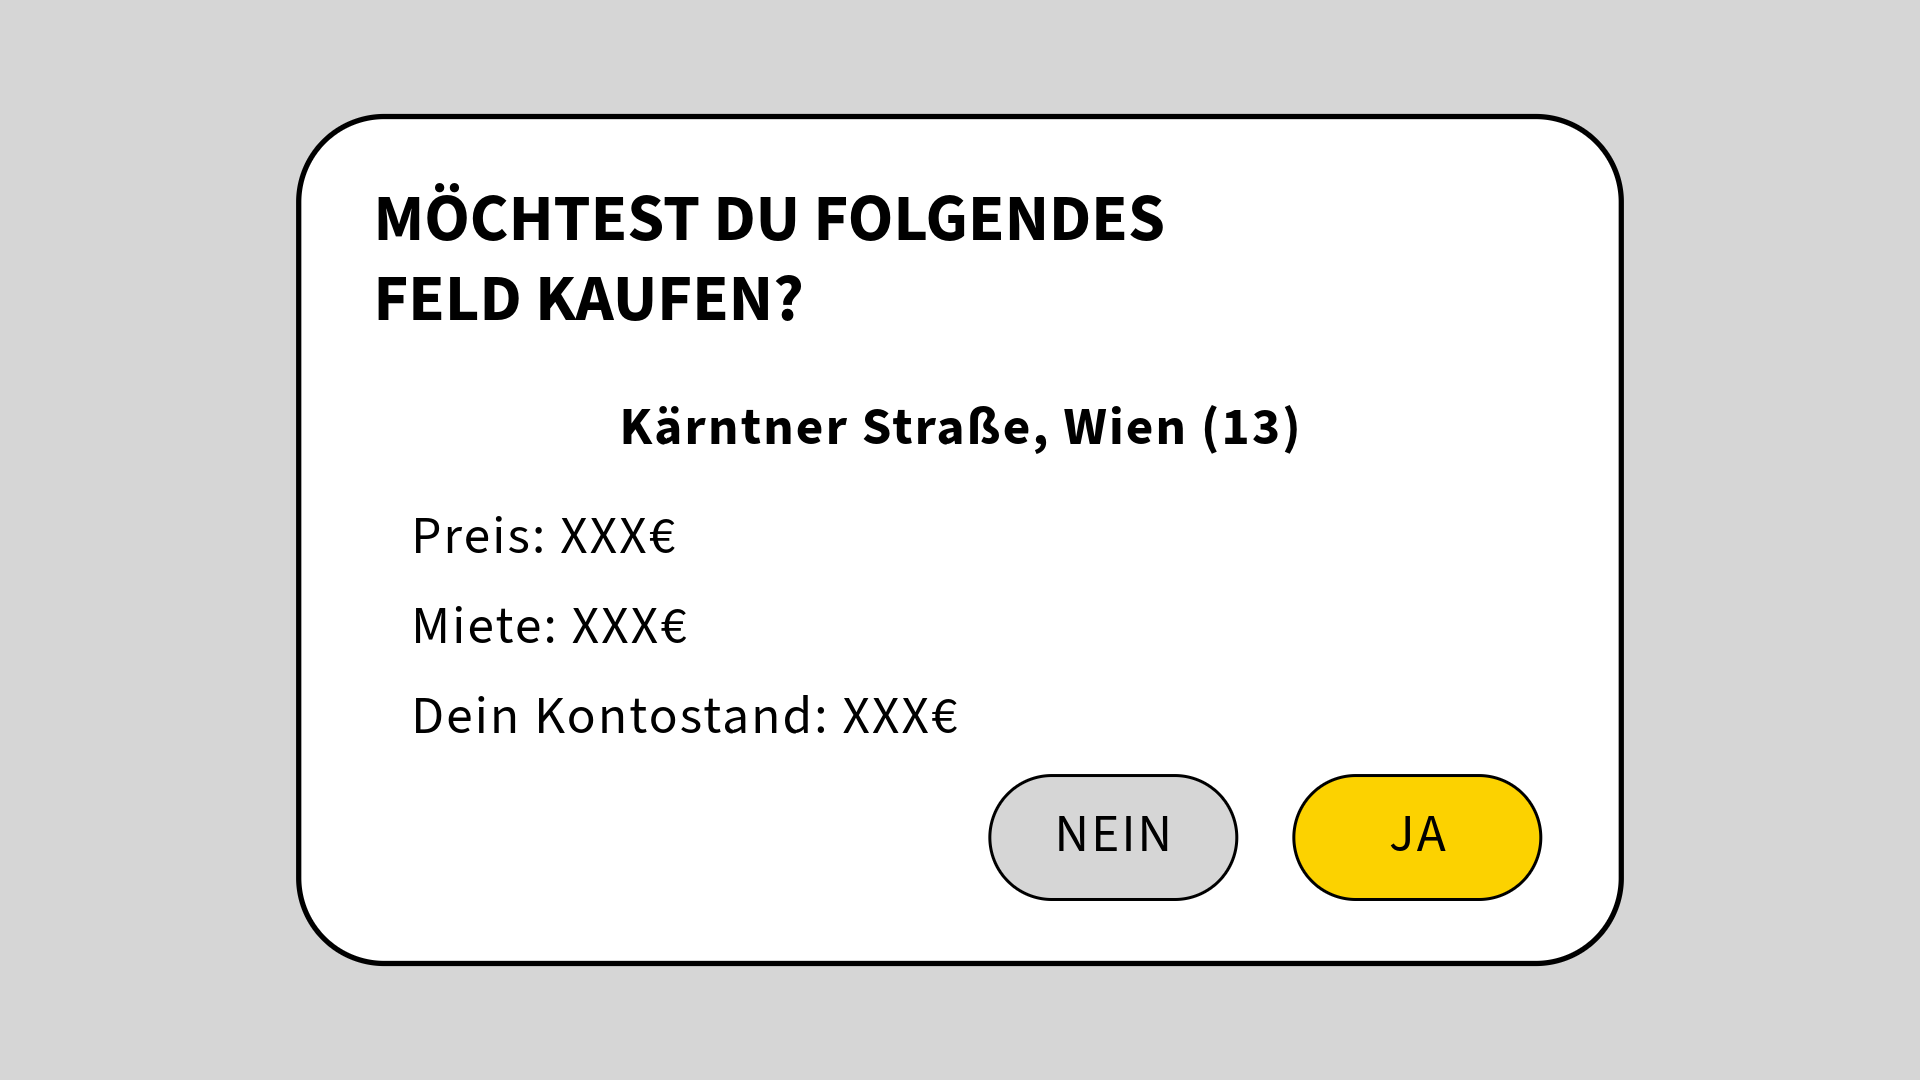 MÖCHTEST DU FOLGENDES
FELD KAUFEN?
Kärntner Straße, Wien (13)
Preis: XXX€
Miete: XXX€
Dein Kontostand: XXX€
NEIN
JA